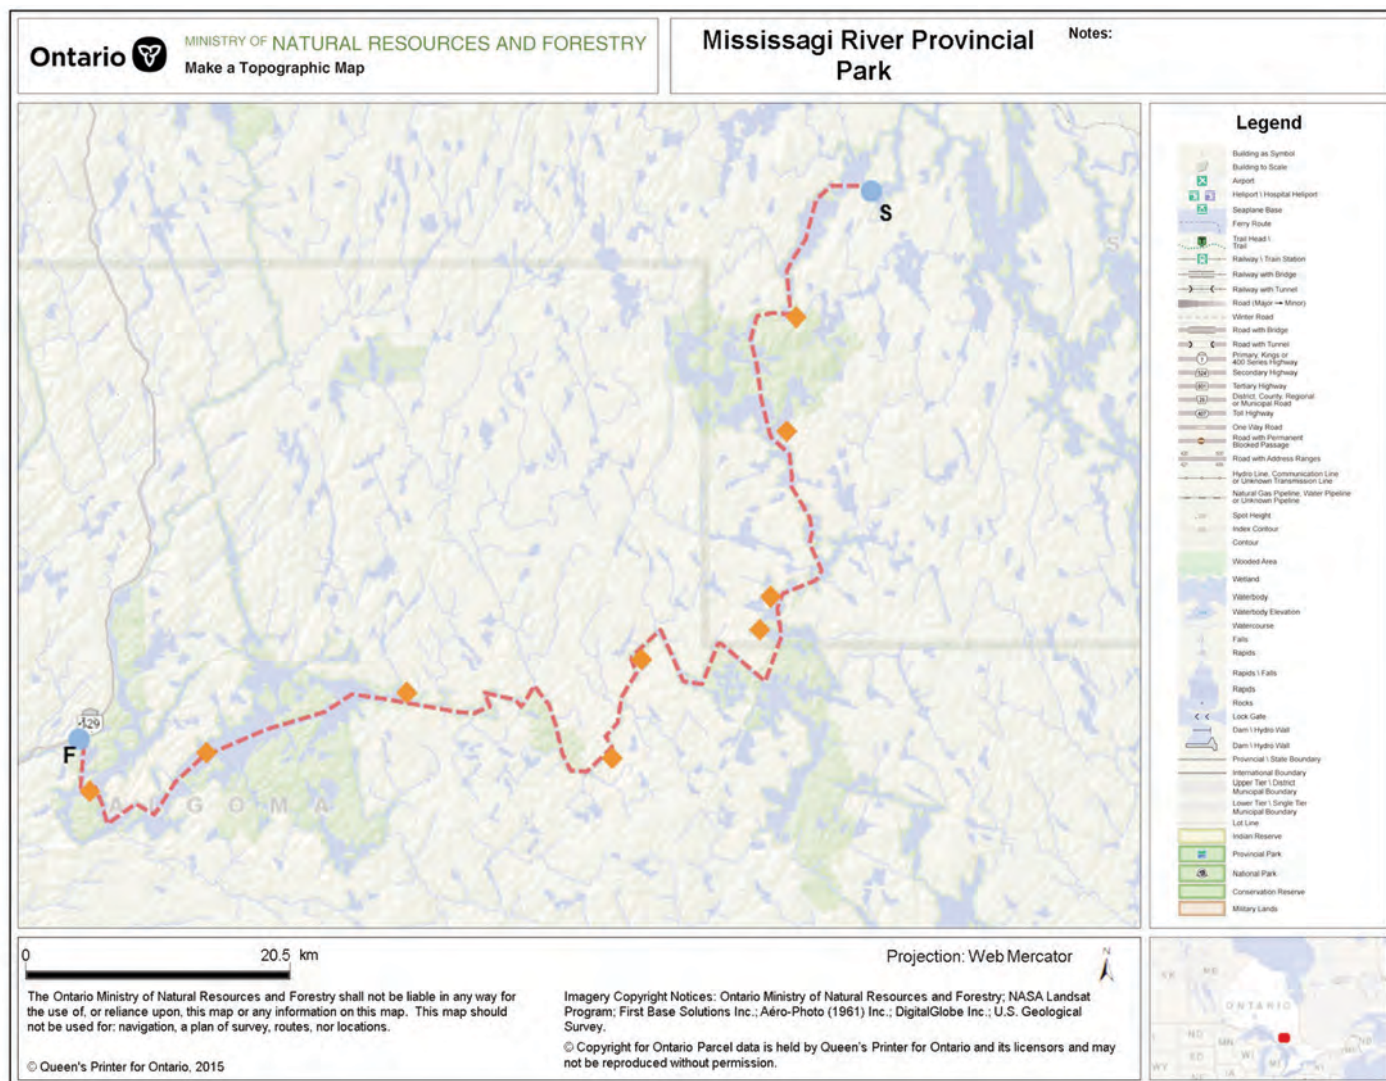 Ontario
MINISTRY OF NATURAL RESOURCES AND FORESTRY
Make a Topographic Map
Mississagi River Provincial
Park
Notes:
S
S
129
F
A L G O M A
Legend
Building as Symbol
Building to Scale
Airport
Heliport \ Hospital Heliport
Seaplane Base
Ferry Route
Trail Head \
Trail
Railway \ Train Station
Railway with Bridge
Railway with Tunnel
Road (Major → Minor)
Winter Road
Road with Bridge
Road with Tunnel
Primary, Kings or
400 Series Highway
Secondary Highway
Tertiary Highway
District, County, Regional
or Municipal Road
Toll Highway
One Way Road
Road with Permanent
Blocked Passage
Road with Address Ranges
Hydro Line, Communication Line
or Unknown Transmission Line
Natural Gas Pipeline, Water Pipeline
or Unknown Pipeline
Spot Height
Index Contour
Contour
Wooded Area
Wetland
Waterbody
Waterbody Elevation
Watercourse
Falls
Rapids
Rapids \ Falls
Rapids
Rocks
Lock Gate
Dam \ Hydro Wall
Dam \ Hydro Wall
Provincial \ State Boundary
International Boundary
Upper Tier \ District
Municipal Boundary
Lower Tier \ Single Tier
Municipal Boundary
Lot Line
Indian Reserve
Provincial Park
National Park
Conservation Reserve
Military Lands
0 20.5 km
Projection: Web Mercator
N
The Ontario Ministry of Natural Resources and Forestry shall not be liable in any way for
the use of, or reliance upon, this map or any information on this map. This map should
not be used for: navigation, a plan of survey, routes, nor locations.
© Queen's Printer for Ontario, 2015
Imagery Copyright Notices: Ontario Ministry of Natural Resources and Forestry; NASA Landsat
Program; First Base Solutions Inc.; Aéro-Photo (1961) Inc.; DigitalGlobe Inc.; U.S. Geological
Survey.
© Copyright for Ontario Parcel data is held by Queen's Printer for Ontario and its licensors and may
not be reproduced without permission.
ONTARIO
ND
MN
SD
WI
MI
WY
IA